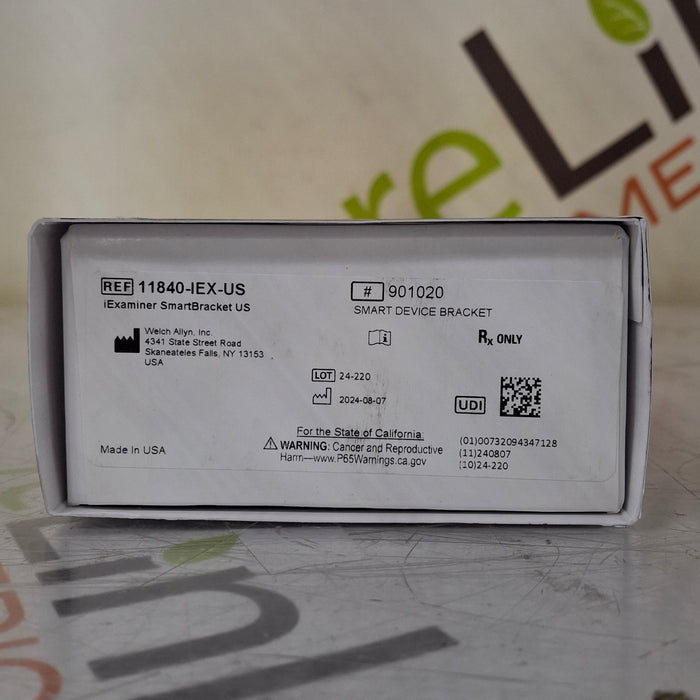 reLi
ME
REF 11840-IEX-US
iExaminer SmartBracket US
# 901020
SMART DEVICE BRACKET
Welch Allyn, Inc.
4341 State Street Road
Skaneateles Falls, NY 13153
USA
Rx ONLY
LOT 24-220
2024-08-07
UDI
For the State of California
WARNING: Cancer and Reproductive
Harm—www.P65Warnings.ca.gov
Made in USA
(01)00732094347128
(11)240807
(10)24-220